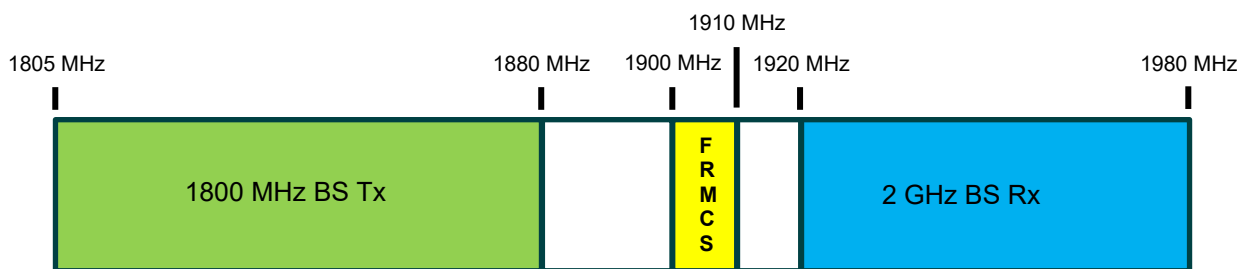 1910 MHz
1805 MHz
1880 MHz
1900 MHz
1920 MHz
1980 MHz
1800 MHz BS Tx
F
R
M
C
S
2 GHz BS Rx